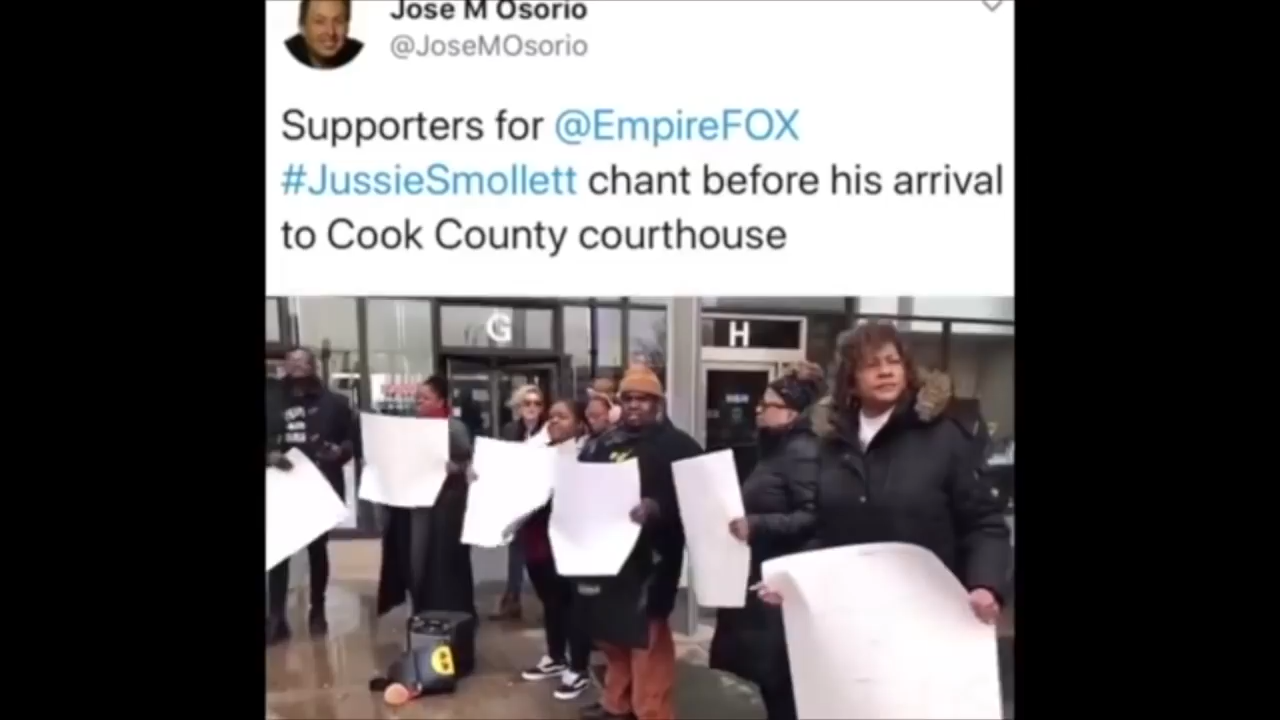 Jose M Osorio
@JoseMOsorio
Supporters for @EmpireFOX
#JussieSmollett chant before his arrival
to Cook County courthouse
G
H